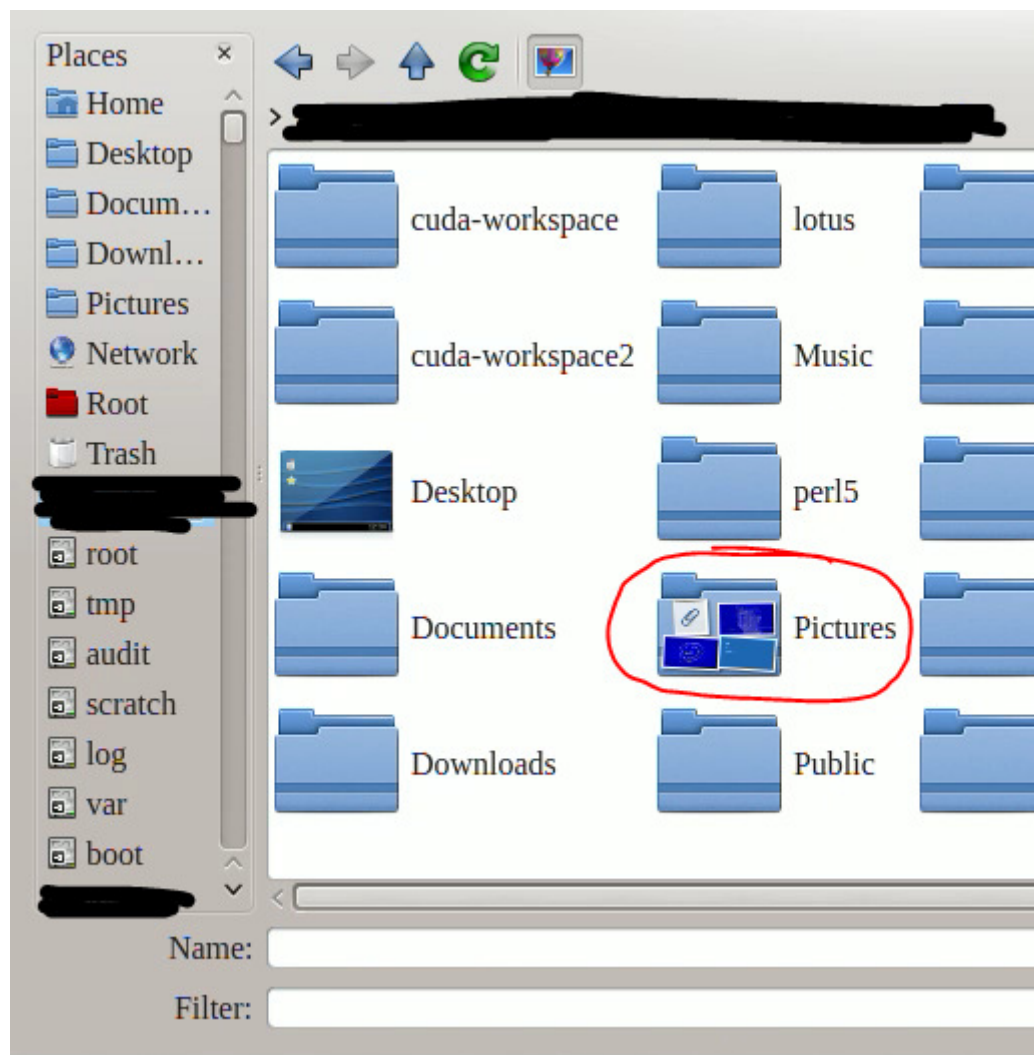 Places
Home
Desktop
Docum...
Downl...
Pictures
Network
Root
Trash
root
tmp
audit
scratch
log
var
boot
cuda-workspace
cuda-workspace2
Desktop
Documents
Downloads
lotus
Music
perl5
Pictures
Public
Name:
Filter: